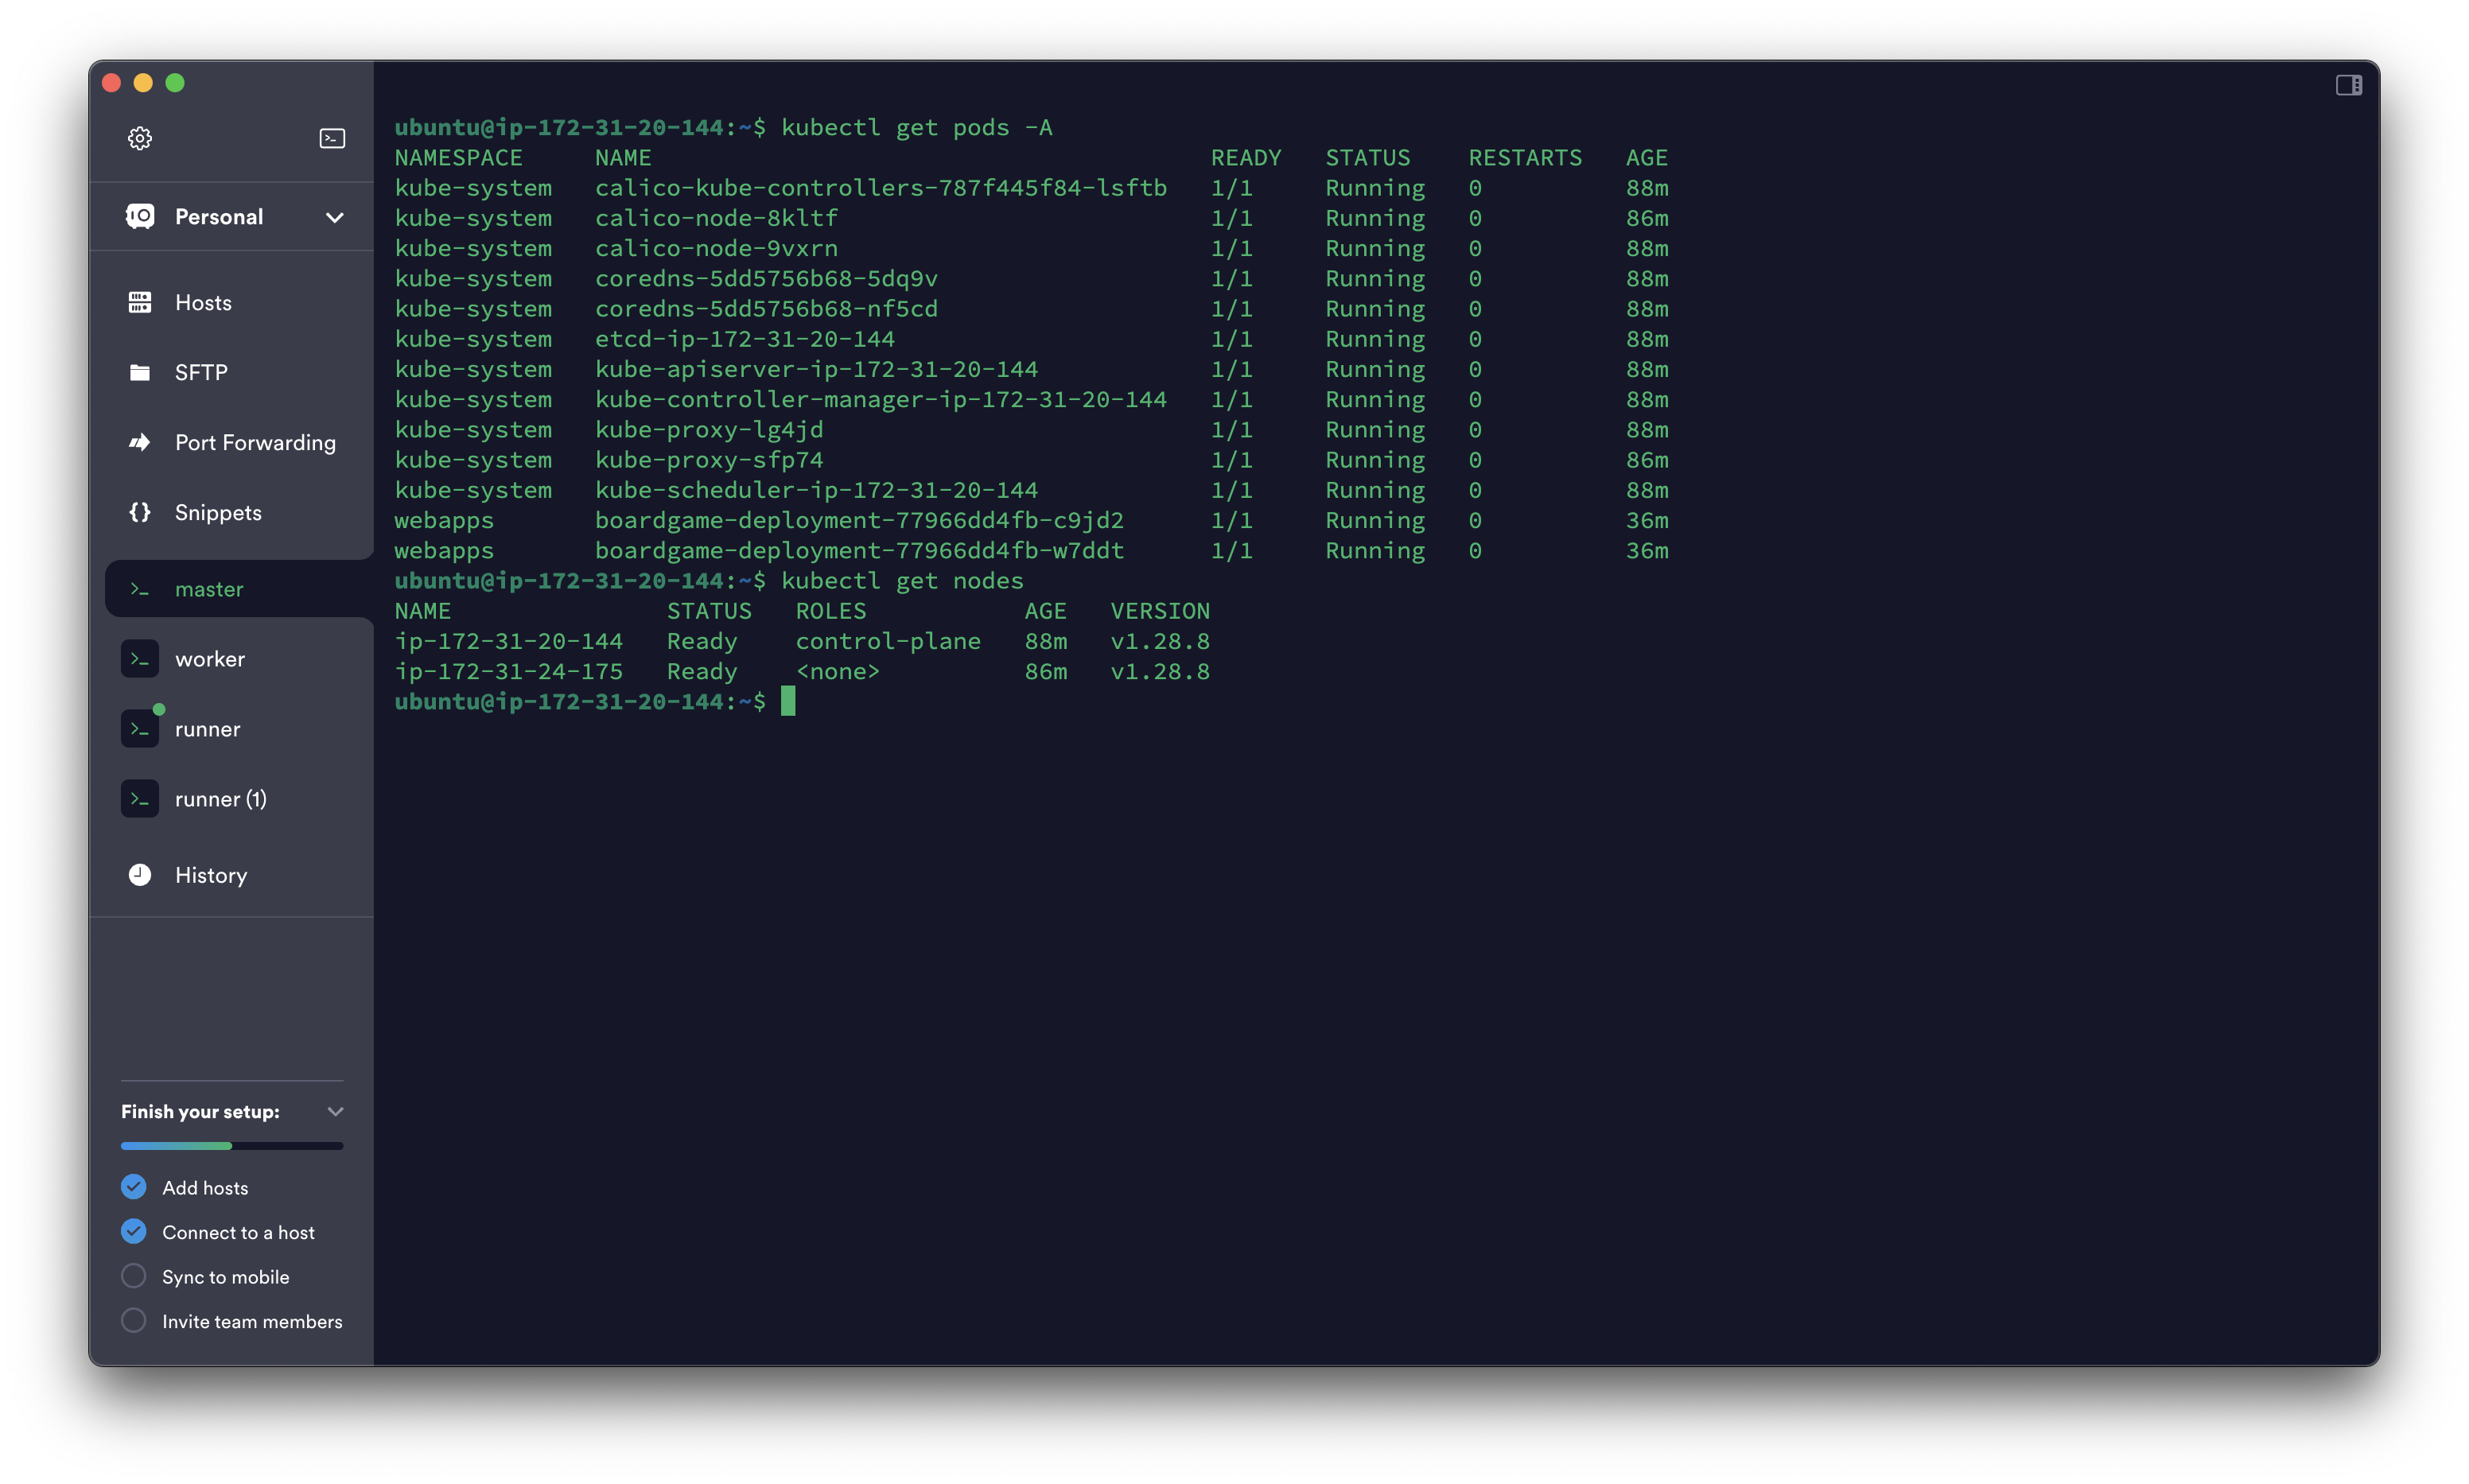 Personal
Hosts
SFTP
Port Forwarding
Snippets
master
worker
runner
runner (1)
History
Finish your setup:
Add hosts
Connect to a host
Sync to mobile
Invite team members
ubuntu@ip-172-31-20-144:~$ kubectl get pods -A
NAMESPACE NAME READY STATUS RESTARTS AGE
kube-system calico-kube-controllers-787f445f84-lsftb 1/1 Running 0 88m
kube-system calico-node-8kltf 1/1 Running 0 86m
kube-system calico-node-9vxrn 1/1 Running 0 88m
kube-system coredns-5dd5756b68-5dq9v 1/1 Running 0 88m
kube-system coredns-5dd5756b68-nf5cd 1/1 Running 0 88m
kube-system etcd-ip-172-31-20-144 1/1 Running 0 88m
kube-system kube-apiserver-ip-172-31-20-144 1/1 Running 0 88m
kube-system kube-controller-manager-ip-172-31-20-144 1/1 Running 0 88m
kube-system kube-proxy-lg4jd 1/1 Running 0 88m
kube-system kube-proxy-sfp74 1/1 Running 0 86m
kube-system kube-scheduler-ip-172-31-20-144 1/1 Running 0 88m
webapps boardgame-deployment-77966dd4fb-c9jd2 1/1 Running 0 36m
webapps boardgame-deployment-77966dd4fb-w7ddt 1/1 Running 0 36m
ubuntu@ip-172-31-20-144:~$ kubectl get nodes
NAME STATUS ROLES AGE VERSION
ip-172-31-20-144 Ready control-plane 88m v1.28.8
ip-172-31-24-175 Ready <none> 86m v1.28.8
ubuntu@ip-172-31-20-144:~$